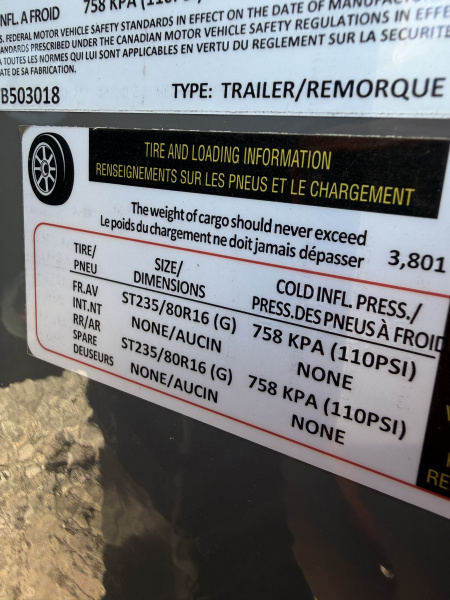 NFL. A FROID 758 KPA (110PSI)
S. FEDERAL MOTOR VEHICLE SAFETY STANDARDS IN EFFECT ON THE DATE OF MANUFACTUR
ANDARDS PRESCRIBED UNDER THE CANADIAN MOTOR VEHICLE SAFETY REGULATIONS IN EFFE
A TOUTES LES NORMES QUI LUI SONT APPLICABLES EN VERTU DU REGLEMENT SUR LA SECURITE
ATE DE SA FABRICATION.
B503018 TYPE: TRAILER/REMORQUE
TIRE AND LOADING INFORMATION
RENSEIGNEMENTS SUR LES PNEUS ET LE CHARGEMENT
The weight of cargo should never exceed
Le poids du chargement ne doit jamais dépasser 3,801
TIRE/ SIZE/ COLD INFL. PRESS./
PNEU DIMENSIONS PRESS.DES PNEUS À FROID
FR.AV ST235/80R16 (G) 758 KPA (110PSI)
INT.NT NONE/AUCIN NONE
RR/AR ST235/80R16 (G) 758 KPA (110PSI)
SPARE NONE/AUCIN NONE
DEUSEURS
RE